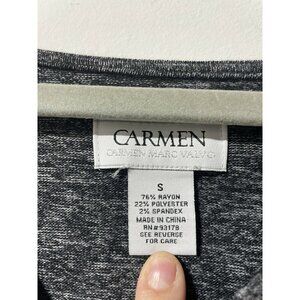 CARMEN
CARMEN MARC VALVO
S
76% RAYON
22% POLYESTER
2% SPANDEX
MADE IN CHINA
RN#93178
SEE REVERSE
FOR CARE